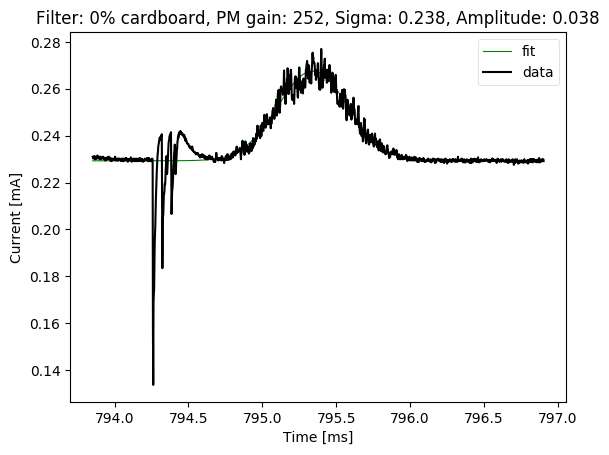 Filter: 0% cardboard, PM gain: 252, Sigma: 0.238, Amplitude: 0.038
0.28
0.26
0.24
0.22
0.20
0.18
0.16
0.14
Current [mA]
fit
data
794.0 794.5 795.0 795.5 796.0 796.5 797.0
Time [ms]